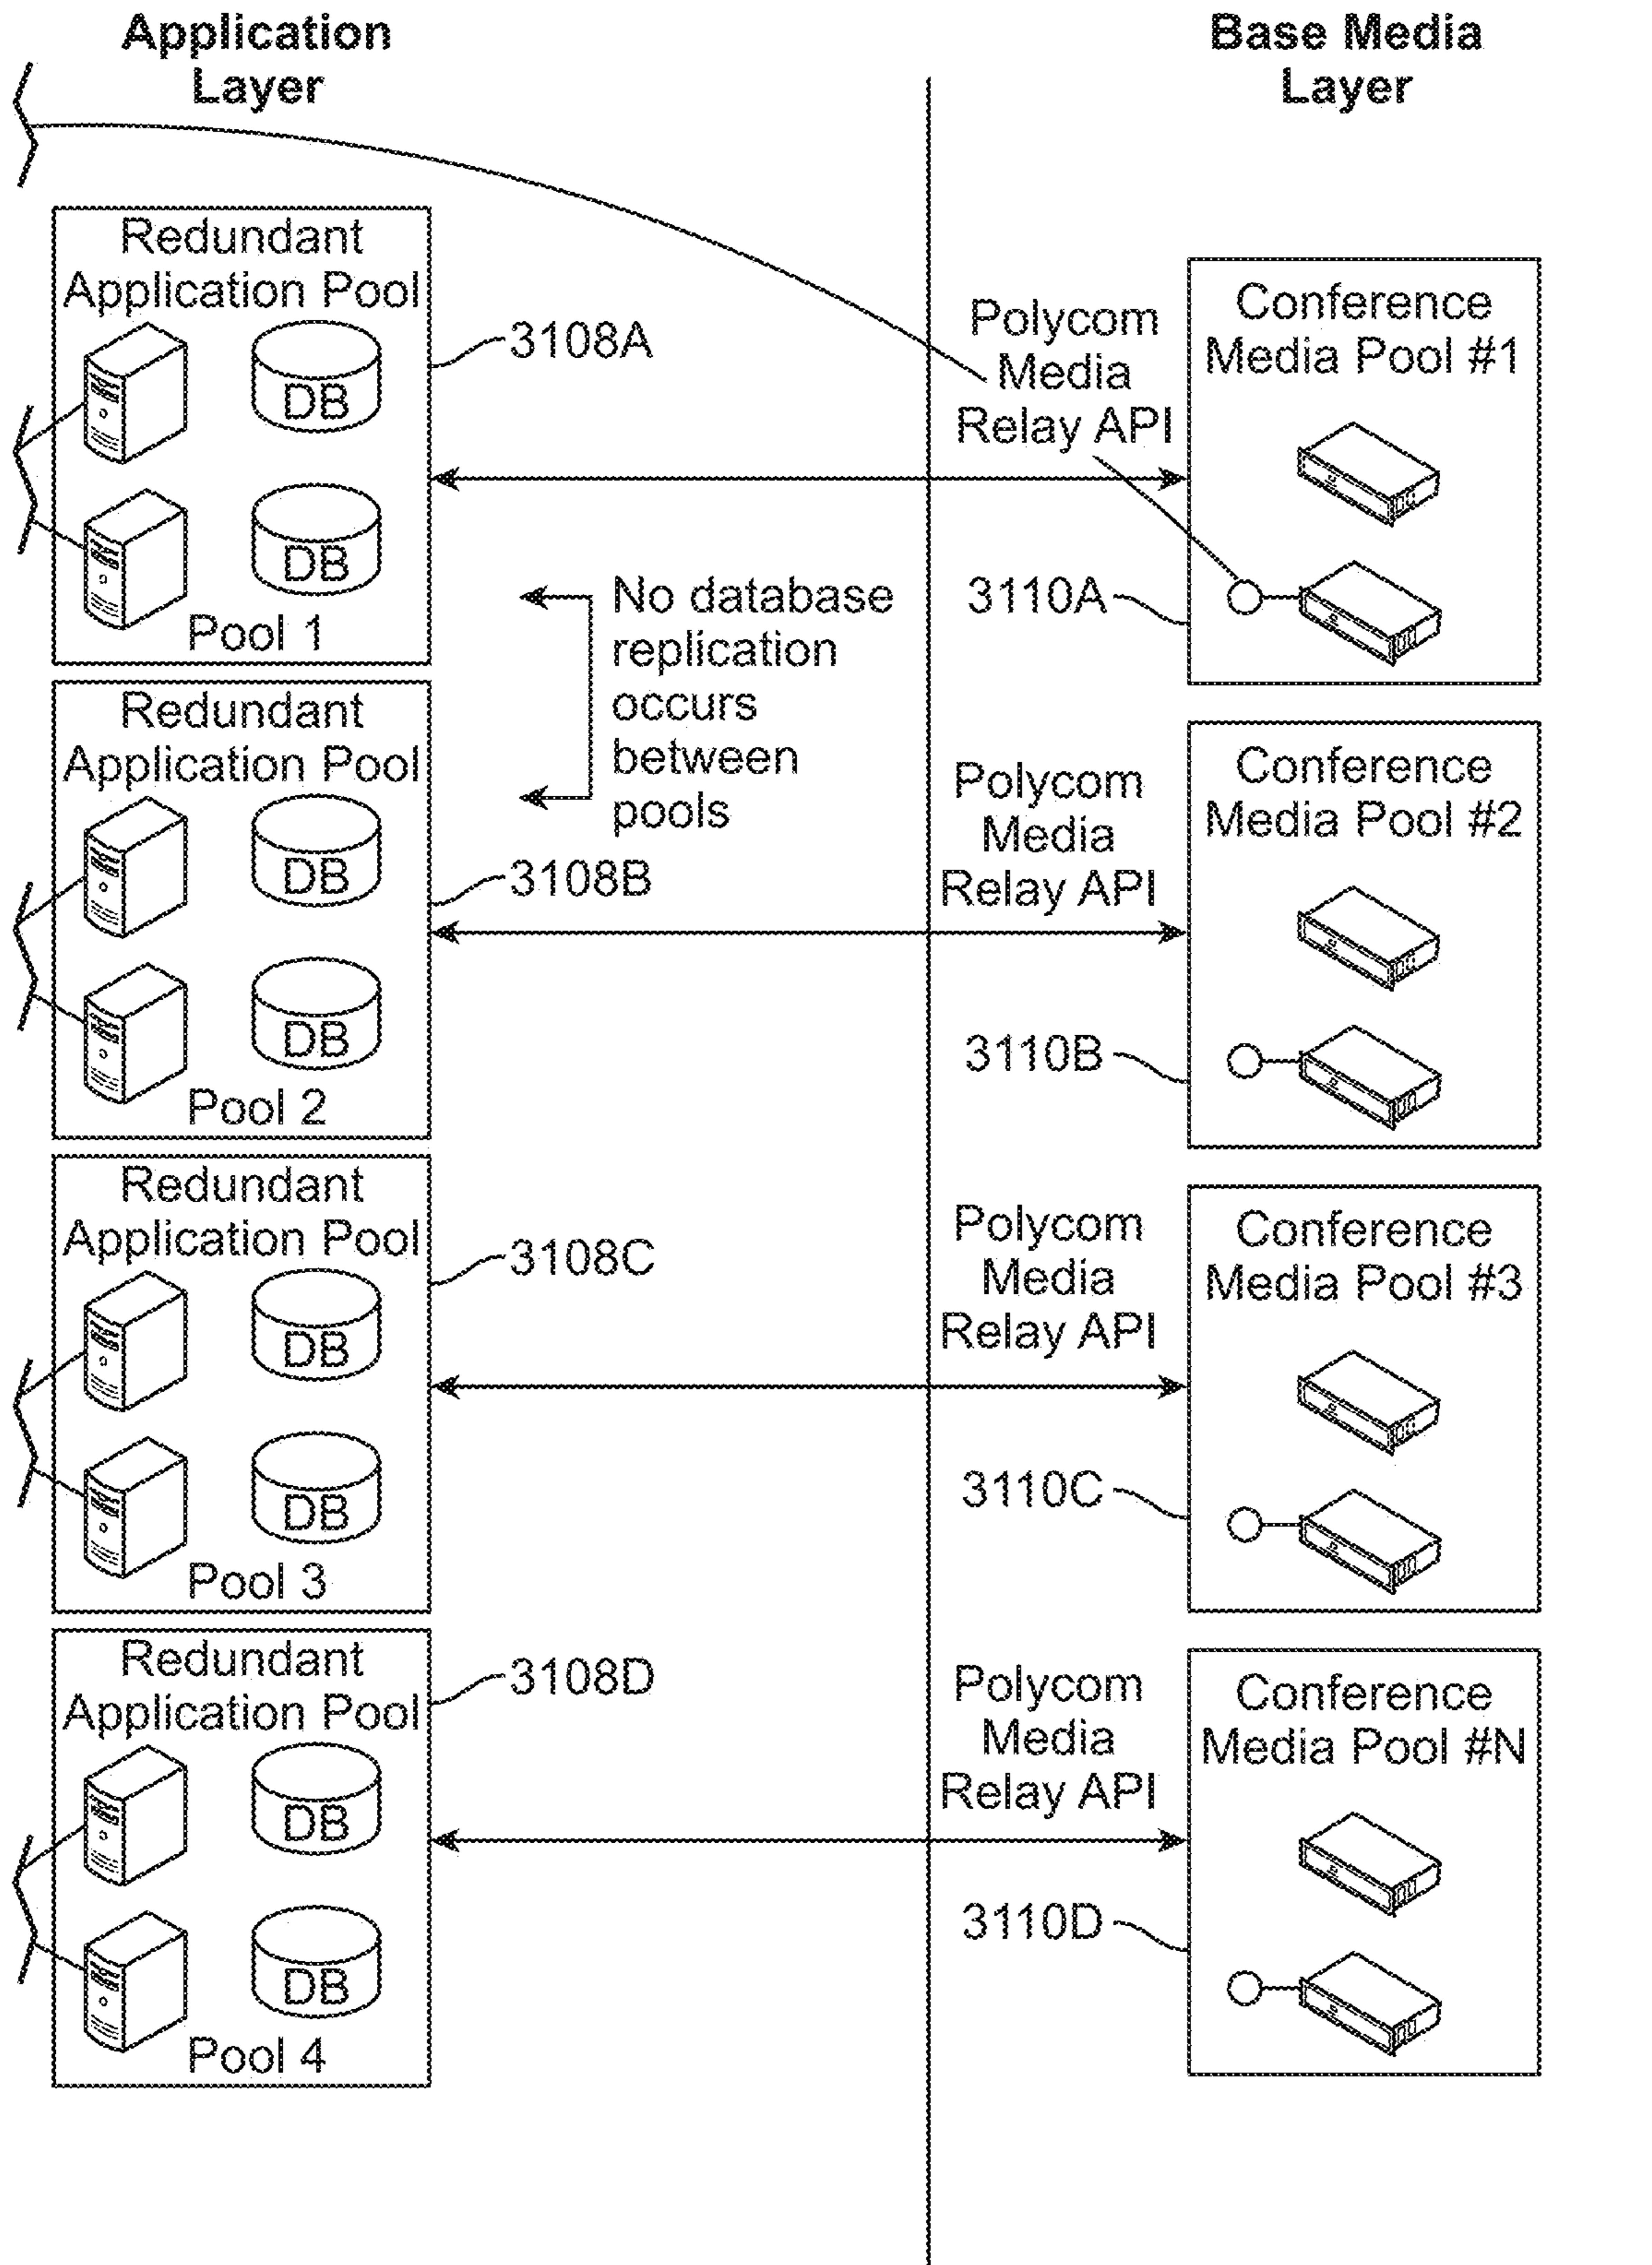 Application
Layer
Base Media
Layer
Redundant
Application Pool
DB
DB
Pool 1
3108A
Polycom
Media
Relay API
Conference
Media Pool #1
3110A
No database
replication
occurs
between
pools
Redundant
Application Pool
DB
DB
Pool 2
3108B
Polycom
Media
Relay API
Conference
Media Pool #2
3110B
Redundant
Application Pool
DB
DB
Pool 3
3108C
Polycom
Media
Relay API
Conference
Media Pool #3
3110C
Redundant
Application Pool
DB
DB
Pool 4
3108D
Polycom
Media
Relay API
Conference
Media Pool #N
3110D